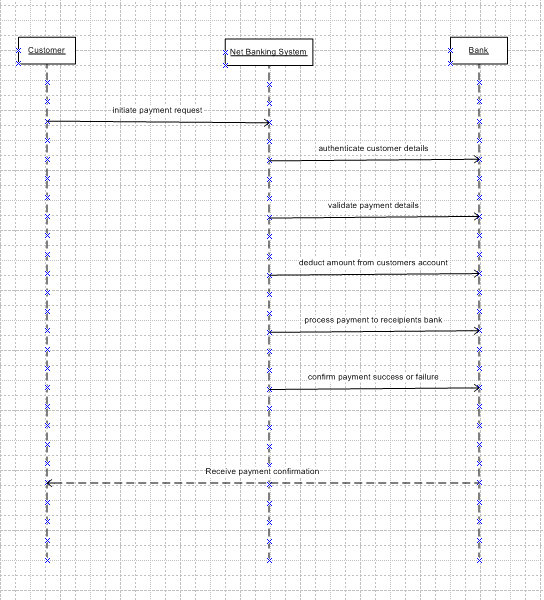 Customer
Net Banking System
Bank
initiate payment request
authenticate customer details
validate payment details
deduct amount from customers account
process payment to receipients bank
confirm payment success or failure
Receive payment confirmation